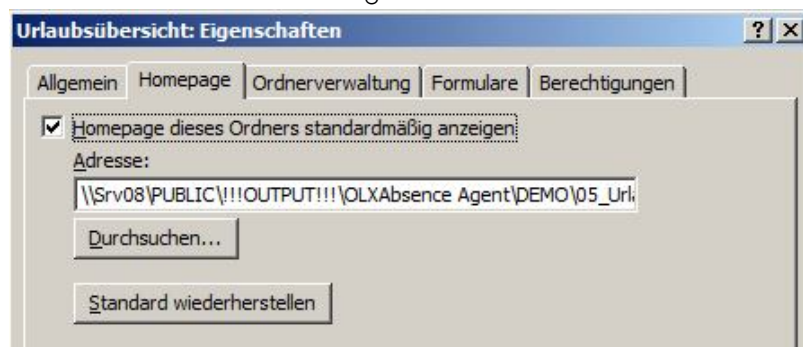 Urlaubsübersicht: Eigenschaften ? ×
Allgemein Homepage Ordnerverwaltung Formulare Berechtigungen
Homepage dieses Ordners standardmäßig anzeigen
Adresse:
\\Srv08\PUBLIC\!!!OUTPUT!!!\OLXAbsence Agent\DEMO\05_Urla
Durchsuchen...
Standard wiederherstellen